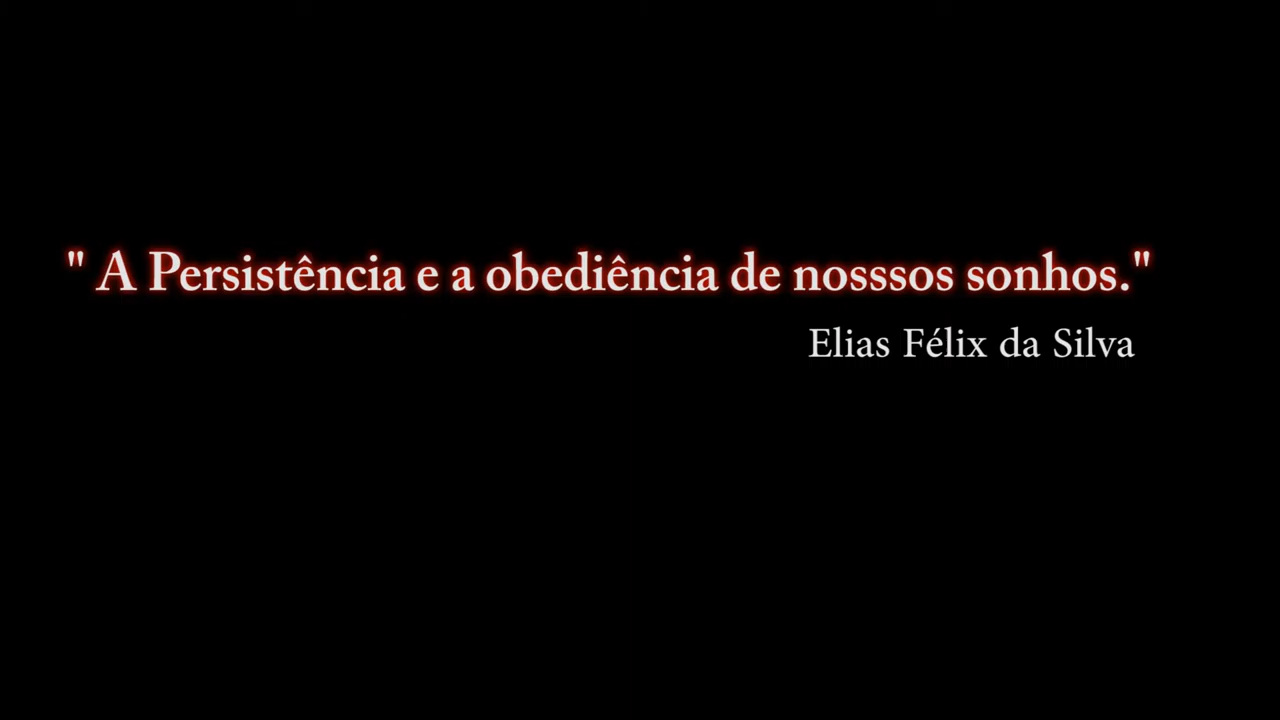 " A Persistência e a obediência de nosssos sonhos."
Elias Félix da Silva